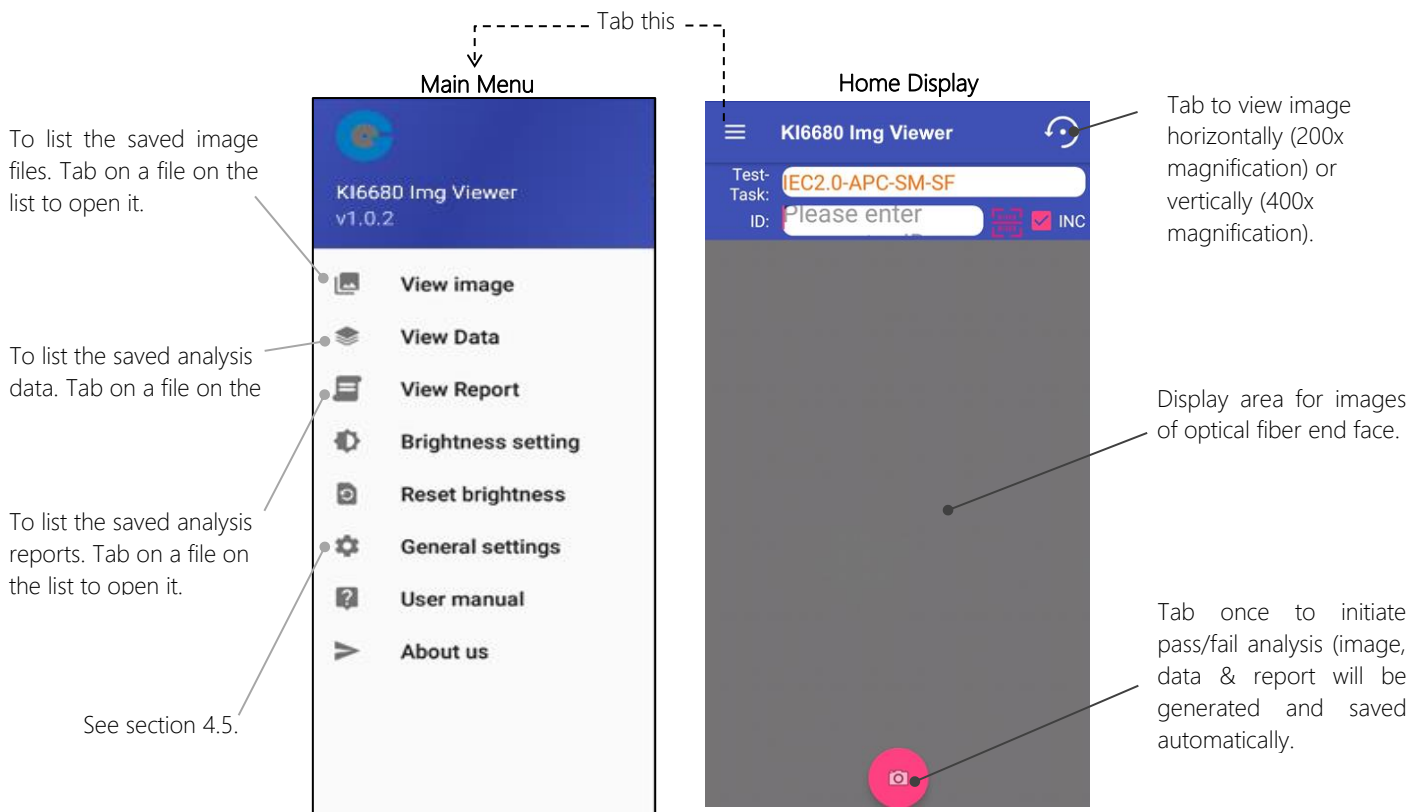 Tab this
Main Menu
Home Display
To list the saved image
files. Tab on a file on the
list to open it.
To list the saved analysis
data. Tab on a file on the
To list the saved analysis
reports. Tab on a file on
the list to open it.
See section 4.5.
KI6680 Img Viewer
v1.0.2
View image
View Data
View Report
Brightness setting
Reset brightness
General settings
User manual
About us
KI6680 Img Viewer
Test-
Task:
IEC2.0-APC-SM-SF
ID:
Please enter
INC
Tab to view image
horizontally (200x
magnification) or
vertically (400x
magnification).
Display area for images
of optical fiber end face.
Tab once to initiate
pass/fail analysis (image,
data & report will be
generated and saved
automatically.